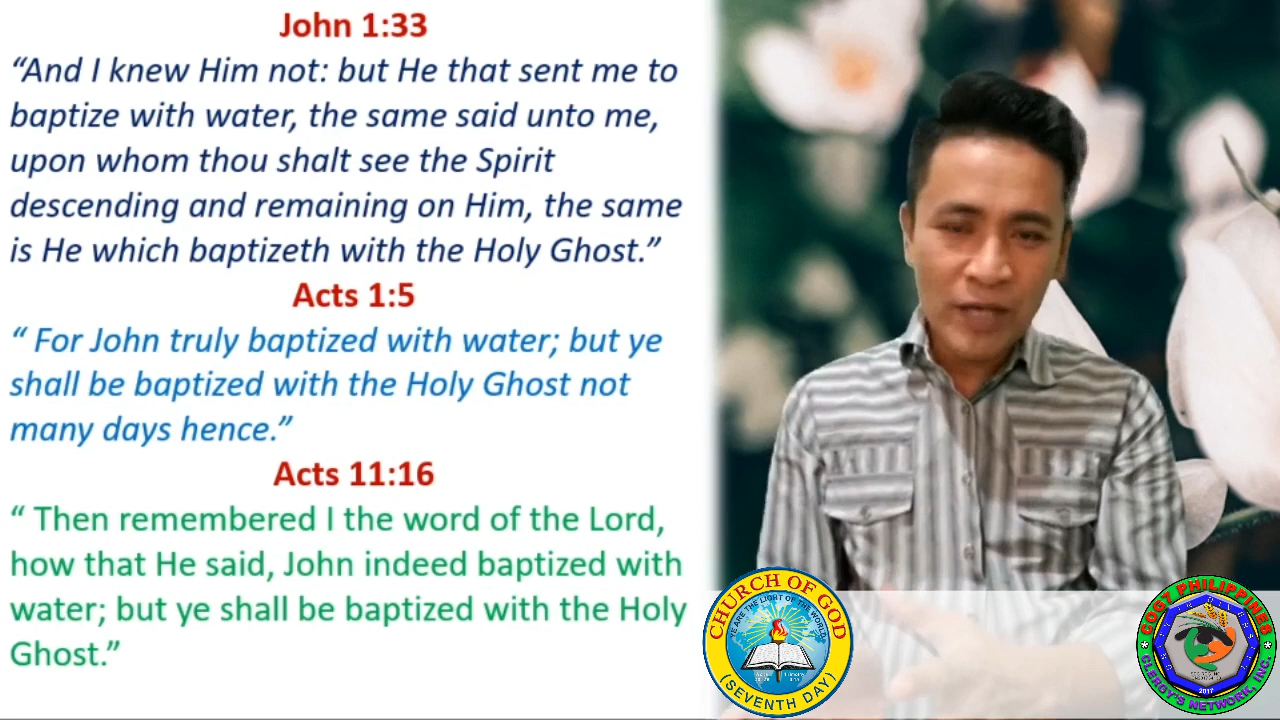 John 1:33
“And I knew Him not: but He that sent me to
baptize with water, the same said unto me,
upon whom thou shalt see the Spirit
descending and remaining on Him, the same
is He which baptizeth with the Holy Ghost.”
Acts 1:5
“ For John truly baptized with water; but ye
shall be baptized with the Holy Ghost not
many days hence.”
Acts 11:16
“ Then remembered I the word of the Lord,
how that He said, John indeed baptized with
water; but ye shall be baptized with the Holy
Ghost.”
CHURCH OF GOD
YE ARE THE LIGHT OF THE WORLD
(SEVENTH DAY)
COG7 PHILIPPINES
CLERGY'S NETWORK, INC.
2017